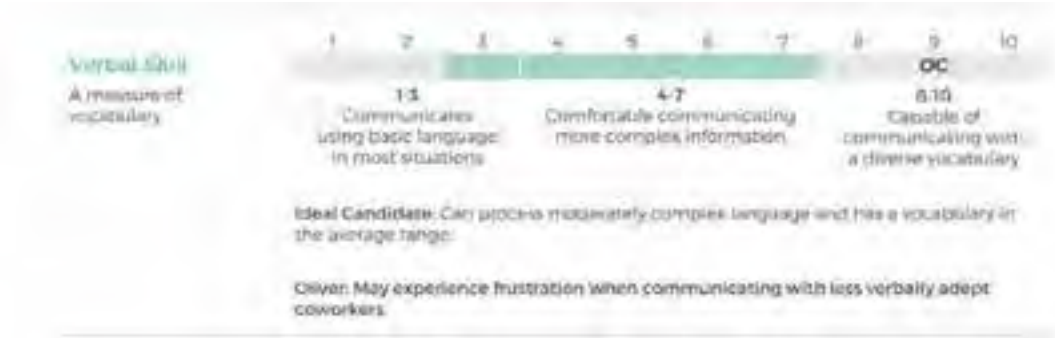 1 2 3 4 5 6 7 8 9 10
Verbal Skill
OC
A measure of
vocabulary
1-3
Communicates
using basic language
in most situations
4-7
Comfortable communicating
more complex information
8-10
Capable of
communicating with
a diverse vocabulary
Ideal Candidate: Can process moderately complex language and has a vocabulary in
the average range.
Oliver: May experience frustration when communicating with less verbally adept
coworkers.